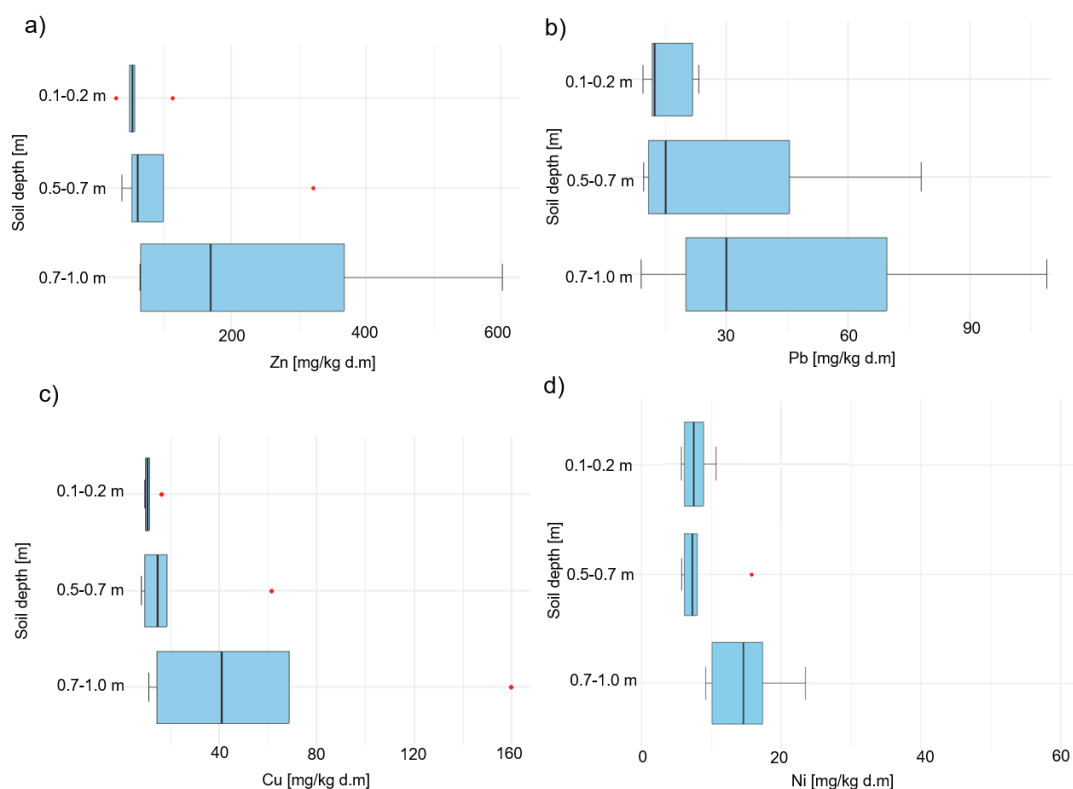 a)
Soil depth [m]
0.1-0.2 m
0.5-0.7 m
0.7-1.0 m
200 400 600
Zn [mg/kg d.m]
b)
Soil depth [m]
0.1-0.2 m
0.5-0.7 m
0.7-1.0 m
30 60 90
Pb [mg/kg d.m]
c)
Soil depth [m]
0.1-0.2 m
0.5-0.7 m
0.7-1.0 m
40 80 120 160
Cu [mg/kg d.m]
d)
Soil depth [m]
0.1-0.2 m
0.5-0.7 m
0.7-1.0 m
0 10 20 40 60
Ni [mg/kg d.m]